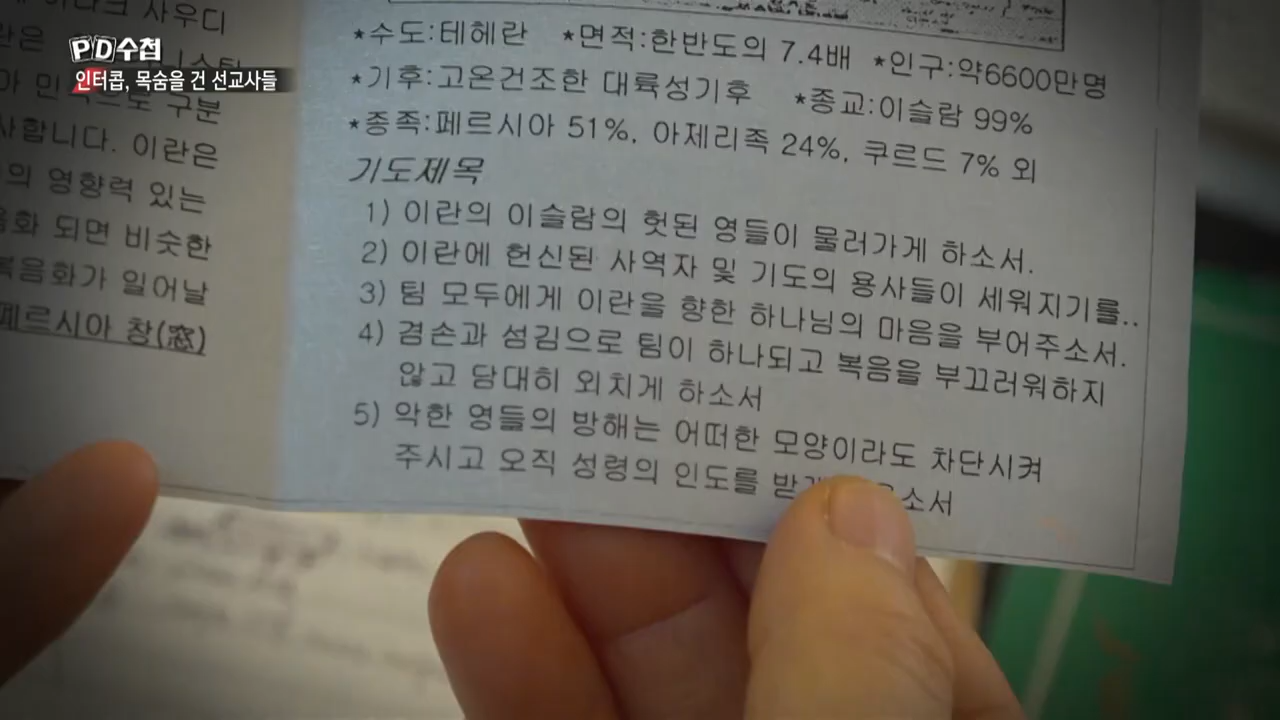 PD수첩
인터콥, 목숨을 건 선교사들
사우디
은
민족으로 구분
사합니다. 이란은
의 영향력 있는
화 되면 비슷한
복음화가 일어날
페르시아 창(窓)
*수도:테헤란 *면적:한반도의 7.4배 *인구:약6600만명
*기후:고온건조한 대륙성기후 *종교:이슬람 99%
*종족:페르시아 51%, 아제리족 24%, 쿠르드 7% 외
기도제목
1) 이란의 이슬람의 헛된 영들이 물러가게 하소서.
2) 이란에 헌신된 사역자 및 기도의 용사들이 세워지기를..
3) 팀 모두에게 이란울 향한 하나님의 마음을 부어주소서.
4) 겸손과 섬김으로 팀이 하나되고 복음을 부끄러워하지
않고 담대히 외치게 하소서
5) 악한 영들의 방해는 어떠한 모양이라도 차단시켜
주시고 오직 성령의 인도를 소서